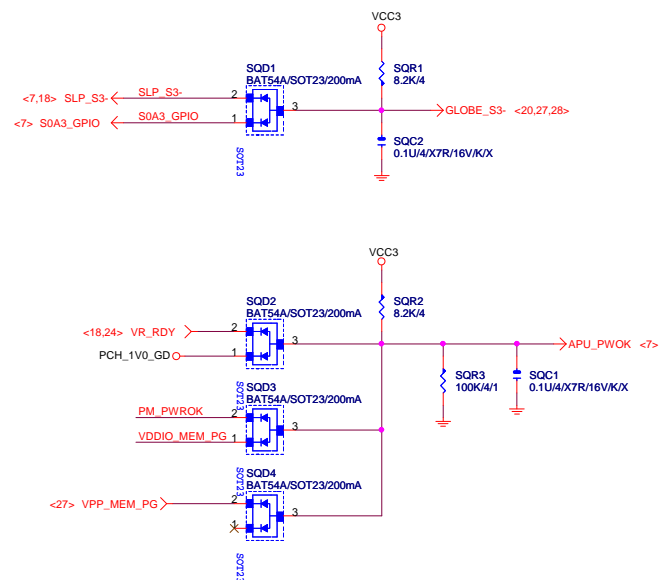 VCC3
SQD1
BAT54A/SOT23/200mA
SQR1
8.2K/4
<7,18> SLP_S3- SLP_S3- 2
3
GLOBE_S3- <20,27,28>
<7> S0A3_GPIO S0A3_GPIO 1
SQC2
0.1U/4/X7R/16V/K/X
SOT23
VCC3
SQD2
BAT54A/SOT23/200mA
SQR2
8.2K/4
<18,24> VR_RDY 2
3
APU_PWOK <7>
PCH_1V0_GD 1
SQR3
100K/4/1
SQC1
0.1U/4/X7R/16V/K/X
SOT23
SQD3
BAT54A/SOT23/200mA
PM_PWROK 2
3
VDDIO_MEM_PG 1
SOT23
SQD4
BAT54A/SOT23/200mA
<27> VPP_MEM_PG 2
3
1
SOT23